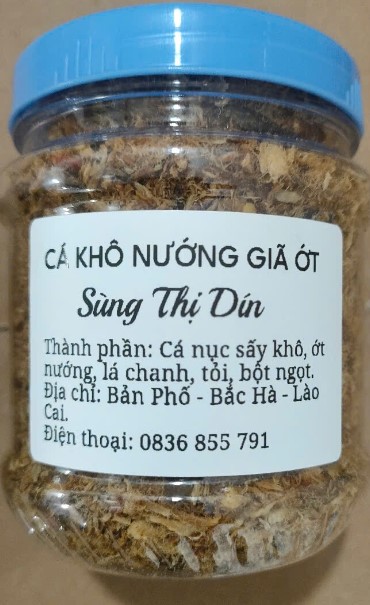 CÁ KHÔ NƯỚNG GIÃ ỚT
Sùng Thị Dín
Thành phần: Cá nục sấy khô, ớt
nướng, lá chanh, tỏi, bột ngọt.
Địa chỉ: Bản Phố - Bắc Hà - Lào
Cai.
Điện thoại: 0836 855 791